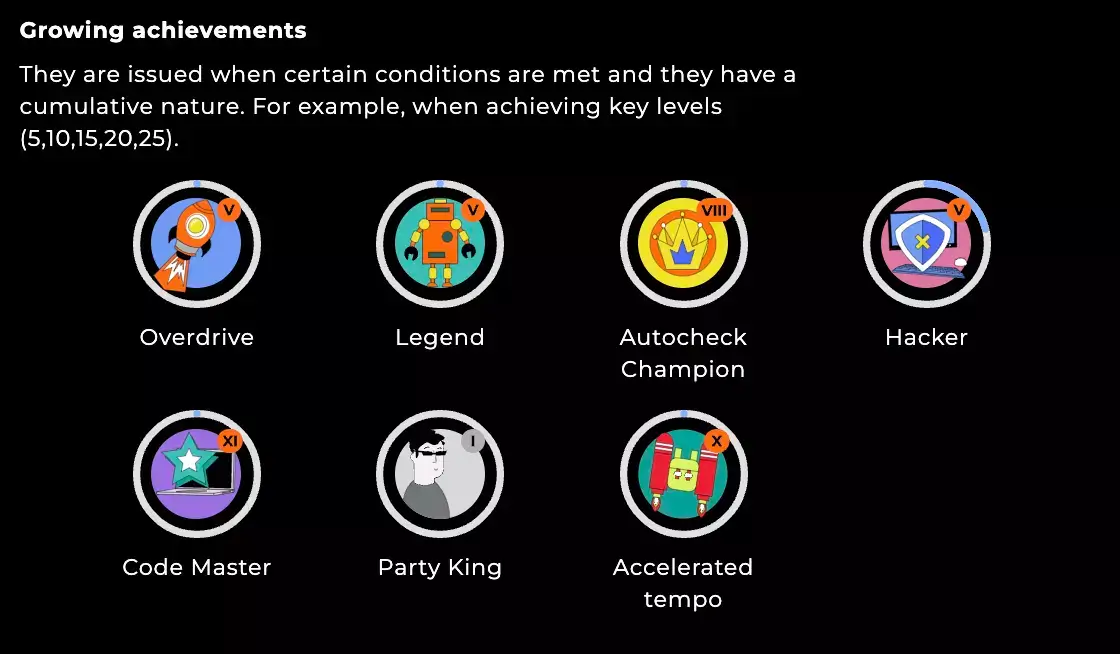 Growing achievements
They are issued when certain conditions are met and they have a
cumulative nature. For example, when achieving key levels
(5,10,15,20,25).
V
V
VIII
V
Overdrive
Legend
Autocheck
Champion
Hacker
XI
I
X
Code Master
Party King
Accelerated
tempo